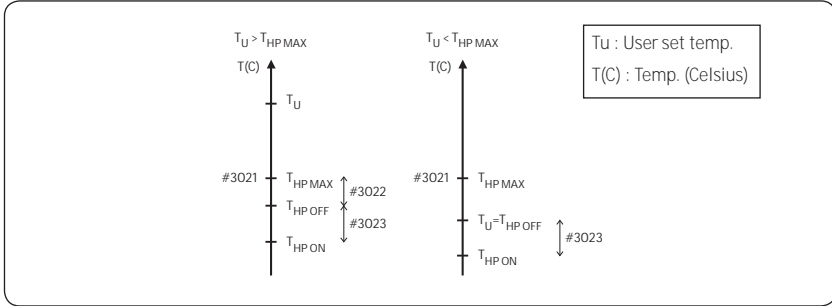 T_U > T_HP MAX
T(C)
T_U
#3021
T_HP MAX
#3022
T_HP OFF
#3023
T_HP ON
T_U < T_HP MAX
T(C)
#3021
T_HP MAX
T_U=T_HP OFF
#3023
T_HP ON
Tu : User set temp.
T(C) : Temp. (Celsius)